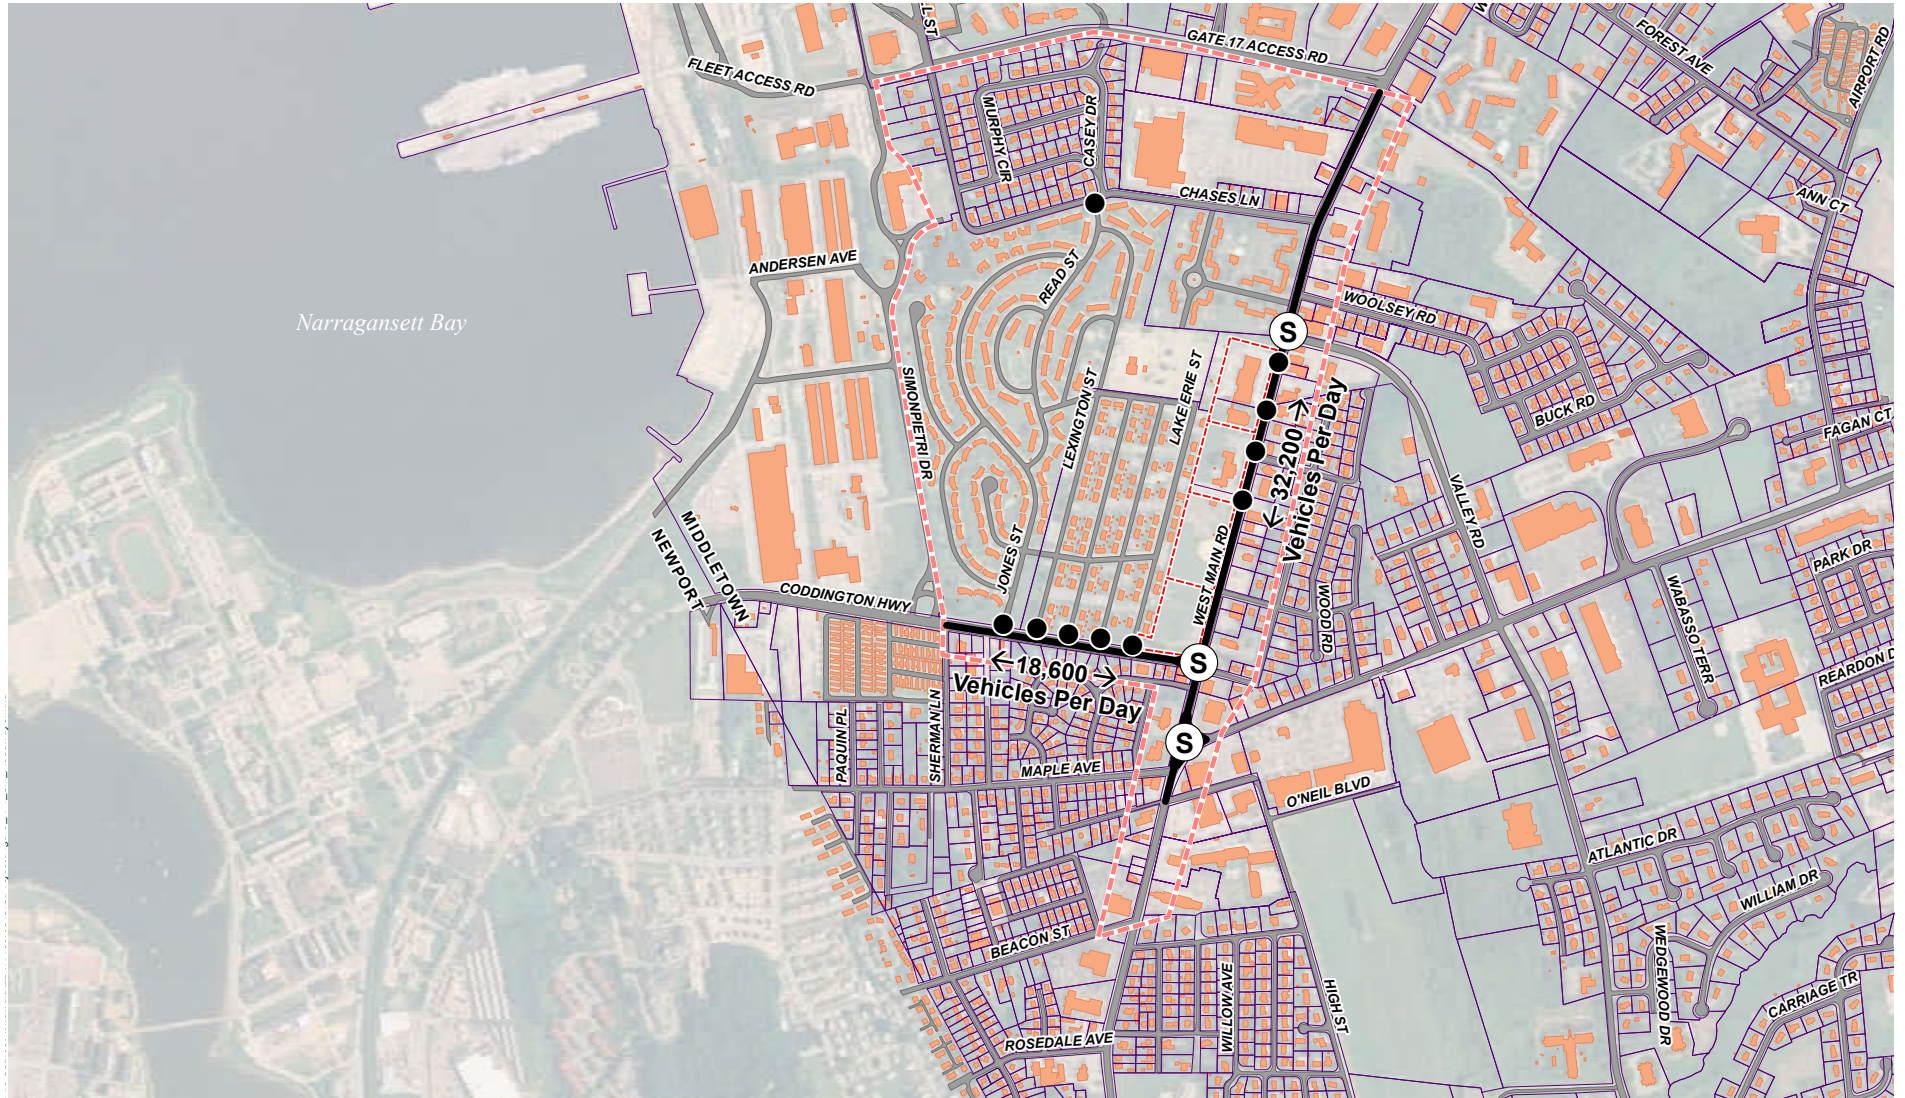 GATE 17 ACCESS RD
FOREST AVE
AIRPORT RD
FLEET ACCESS RD
MURPHY CIR
CASEY DR
CHASES LN
ANN CT
ANDERSEN AVE
READ ST
WOOLSEY RD
Narragansett Bay
S
SIMONPIETRI DR
LEXINGTON ST
LAKE ERIE ST
32,200
Vehicles Per Day
BUCK RD
FAGAN CT
VALLEY RD
MIDDLETOWN
NEWPORT
JONES ST
WEST MAIN RD
WOOD RD
PARK DR
WABASSO TERR
CODDINGTON HWY
REARDON D
S
18,600
Vehicles Per Day
PAQUIN PL
SHERMAN LN
S
MAPLE AVE
O'NEIL BLVD
ATLANTIC DR
WILLIAM DR
BEACON ST
WEDGEWOOD DR
WILLOW AVE
HIGH ST
CARRIAGE TR
ROSEDALE AVE